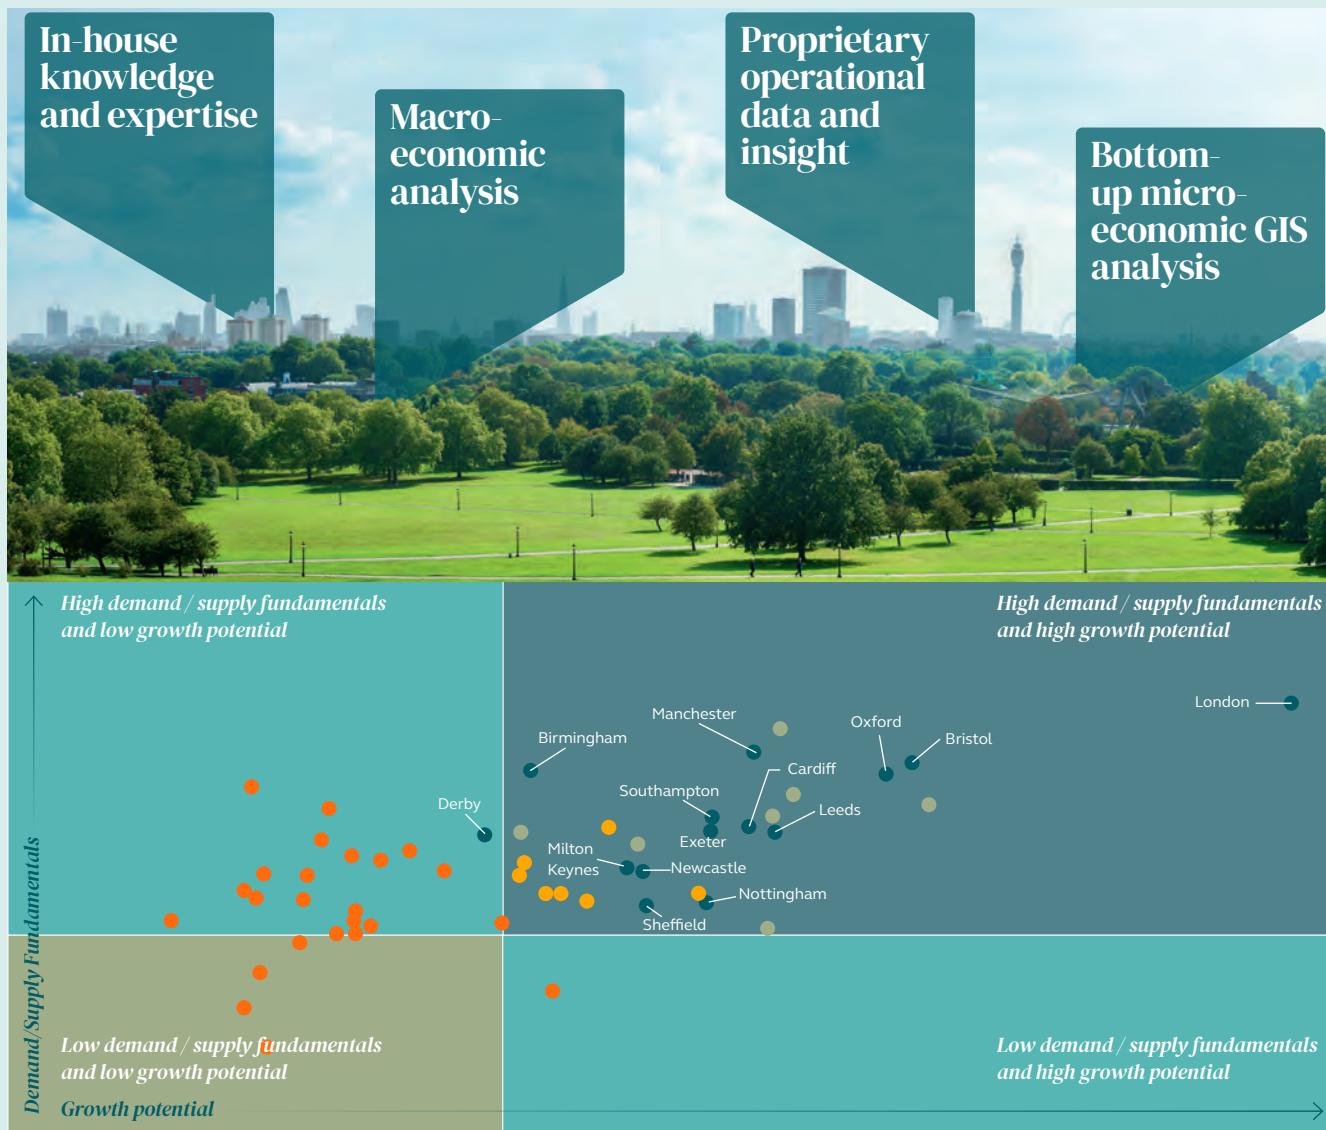 In-house
knowledge
and expertise
Macro-
economic
analysis
Proprietary
operational
data and
insight
Bottom-
up micro-
economic GIS
analysis
High demand / supply fundamentals
and low growth potential
High demand / supply fundamentals
and high growth potential
London
Manchester
Oxford
Bristol
Birmingham
Cardiff
Southampton
Derby
Leeds
Exeter
Milton
Keynes
Newcastle
Nottingham
Sheffield
Demand/Supply Fundamentals
Low demand / supply fundamentals
and low growth potential
Low demand / supply fundamentals
and high growth potential
Growth potential